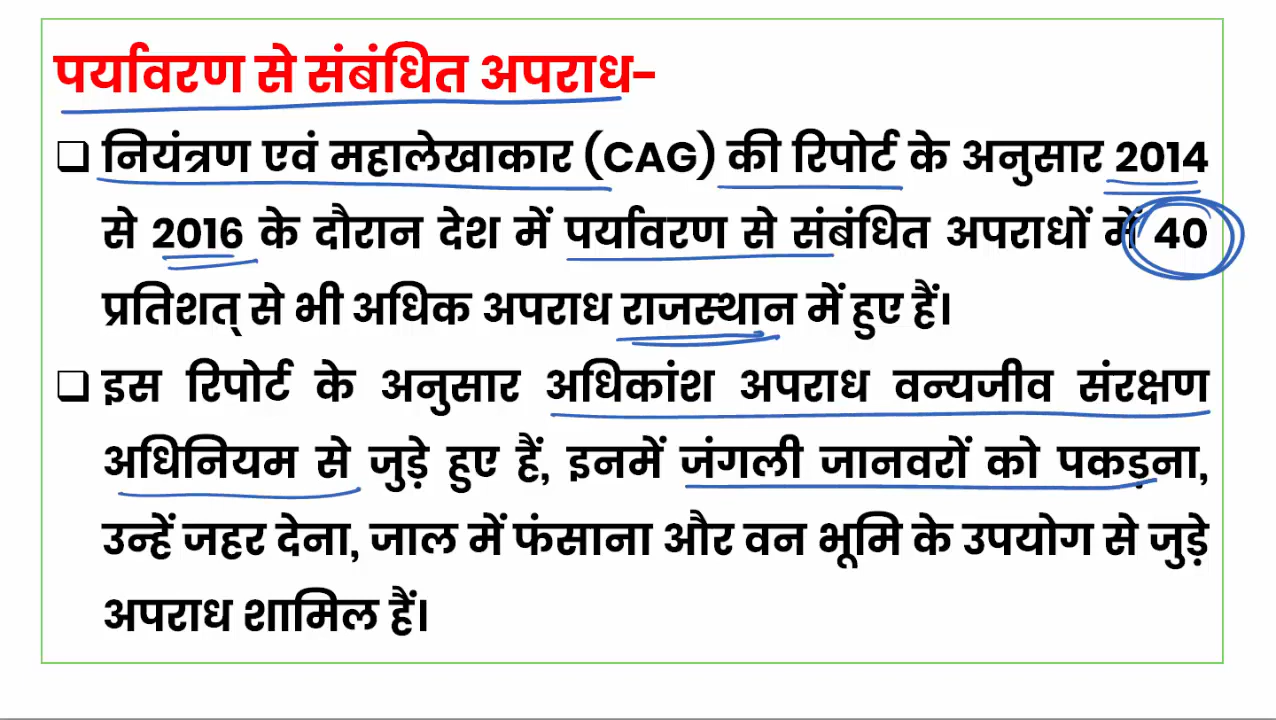 पर्यावरण से संबंधित अपराध-
❑ नियंत्रण एवं महालेखाकार (CAG) की रिपोर्ट के अनुसार 2014
से 2016 के दौरान देश में पर्यावरण से संबंधित अपराधों में 40
प्रतिशत् से भी अधिक अपराध राजस्थान में हुए हैं।
❑ इस रिपोर्ट के अनुसार अधिकांश अपराध वन्यजीव संरक्षण
अधिनियम से जुड़े हुए हैं, इनमें जंगली जानवरों को पकड़ना,
उन्हें जहर देना, जाल में फंसाना और वन भूमि के उपयोग से जुड़े
अपराध शामिल हैं।